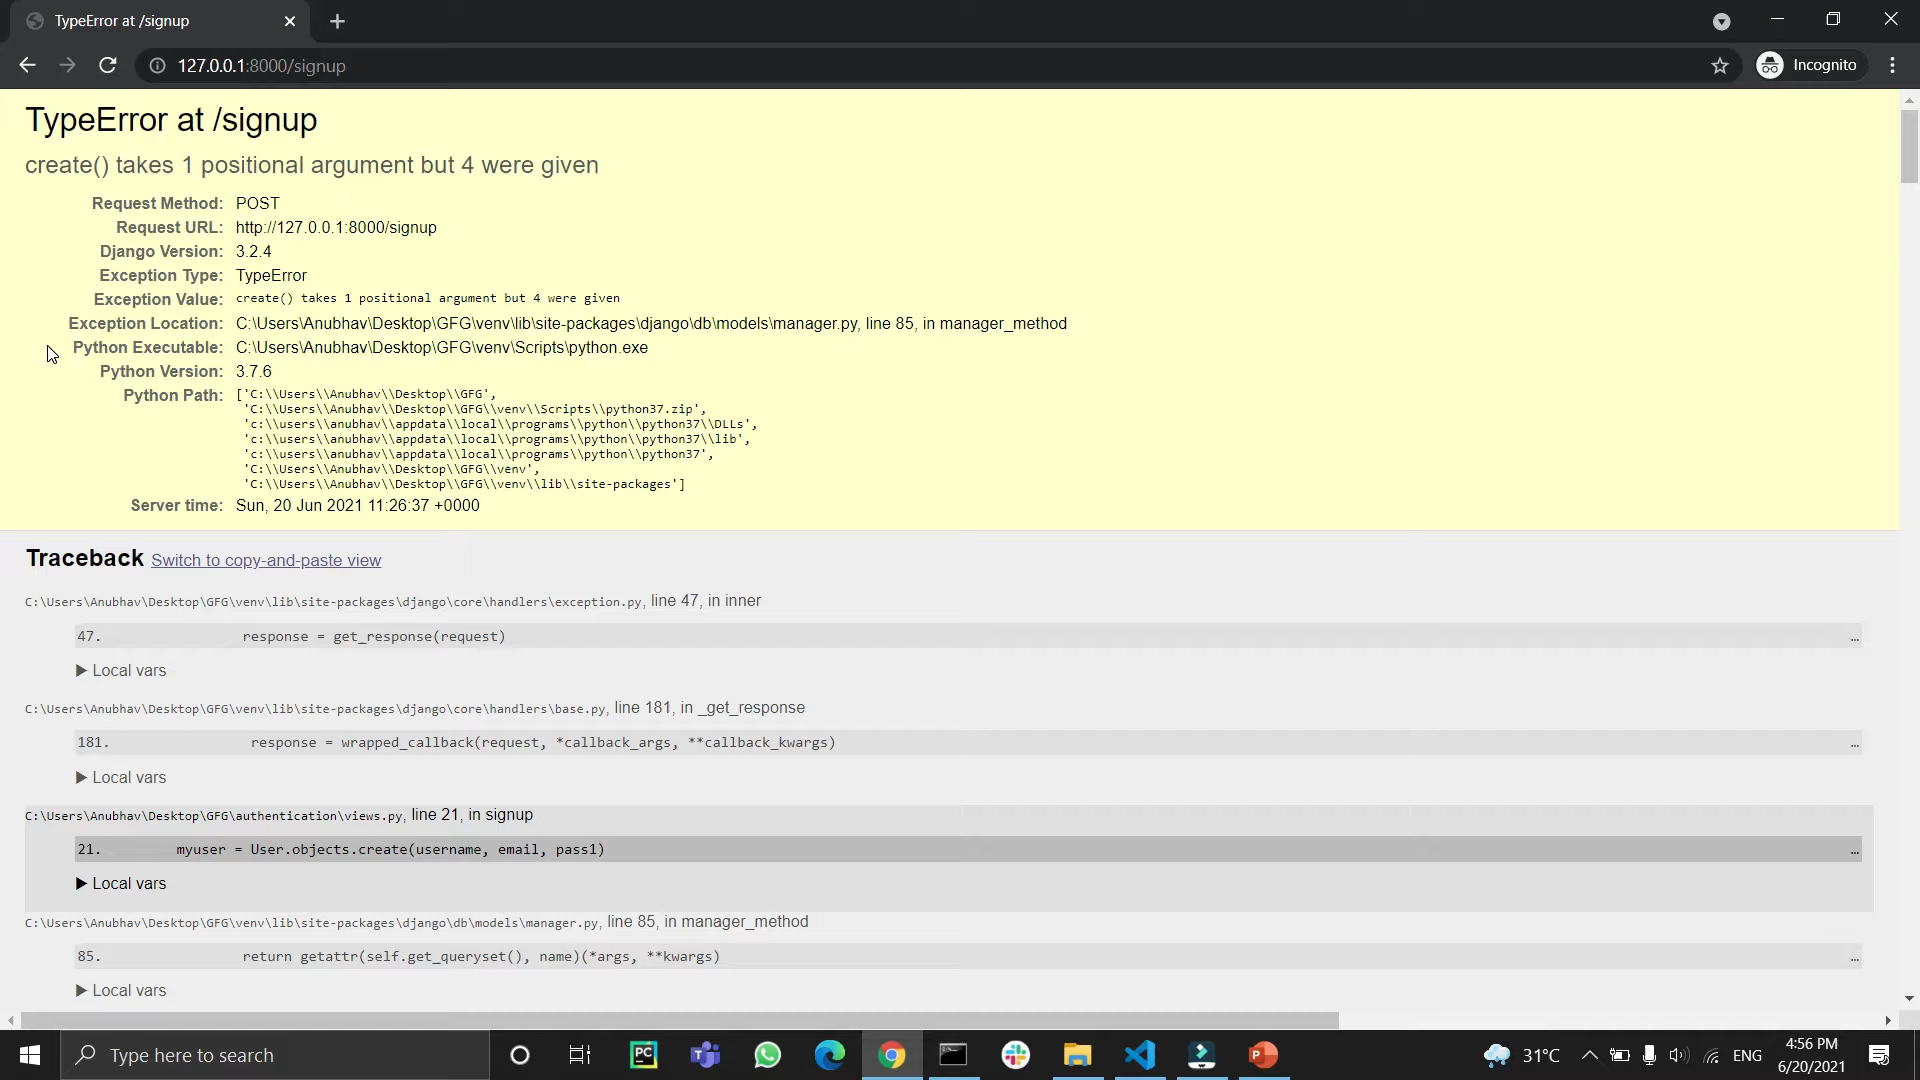 TypeError at /signup
127.0.0.1:8000/signup
Incognito
TypeError at /signup
create() takes 1 positional argument but 4 were given
Request Method: POST
Request URL: http://127.0.0.1:8000/signup
Django Version: 3.2.4
Exception Type: TypeError
Exception Value: create() takes 1 positional argument but 4 were given
Exception Location: C:\Users\Anubhav\Desktop\GFG\venv\lib\site-packages\django\db\models\manager.py, line 85, in manager_method
Python Executable: C:\Users\Anubhav\Desktop\GFG\venv\Scripts\python.exe
Python Version: 3.7.6
Python Path: ['C:\\Users\\Anubhav\\Desktop\\GFG',
'C:\\Users\\Anubhav\\Desktop\\GFG\\venv\\Scripts\\python37.zip',
'c:\\users\\anubhav\\appdata\\local\\programs\\python\\python37\\DLLs',
'c:\\users\\anubhav\\appdata\\local\\programs\\python\\python37\\lib',
'c:\\users\\anubhav\\appdata\\local\\programs\\python\\python37',
'C:\\Users\\Anubhav\\Desktop\\GFG\\venv',
'C:\\Users\\Anubhav\\Desktop\\GFG\\venv\\lib\\site-packages']
Server time: Sun, 20 Jun 2021 11:26:37 +0000
Traceback Switch to copy-and-paste view
C:\Users\Anubhav\Desktop\GFG\venv\lib\site-packages\django\core\handlers\exception.py, line 47, in inner
47. response = get_response(request) …
▶ Local vars
C:\Users\Anubhav\Desktop\GFG\venv\lib\site-packages\django\core\handlers\base.py, line 181, in _get_response
181. response = wrapped_callback(request, *callback_args, **callback_kwargs) …
▶ Local vars
C:\Users\Anubhav\Desktop\GFG\authentication\views.py, line 21, in signup
21. myuser = User.objects.create(username, email, pass1) …
▶ Local vars
C:\Users\Anubhav\Desktop\GFG\venv\lib\site-packages\django\db\models\manager.py, line 85, in manager_method
85. return getattr(self.get_queryset(), name)(*args, **kwargs) …
▶ Local vars
Type here to search
PC
31°C
ENG
4:56 PM
6/20/2021